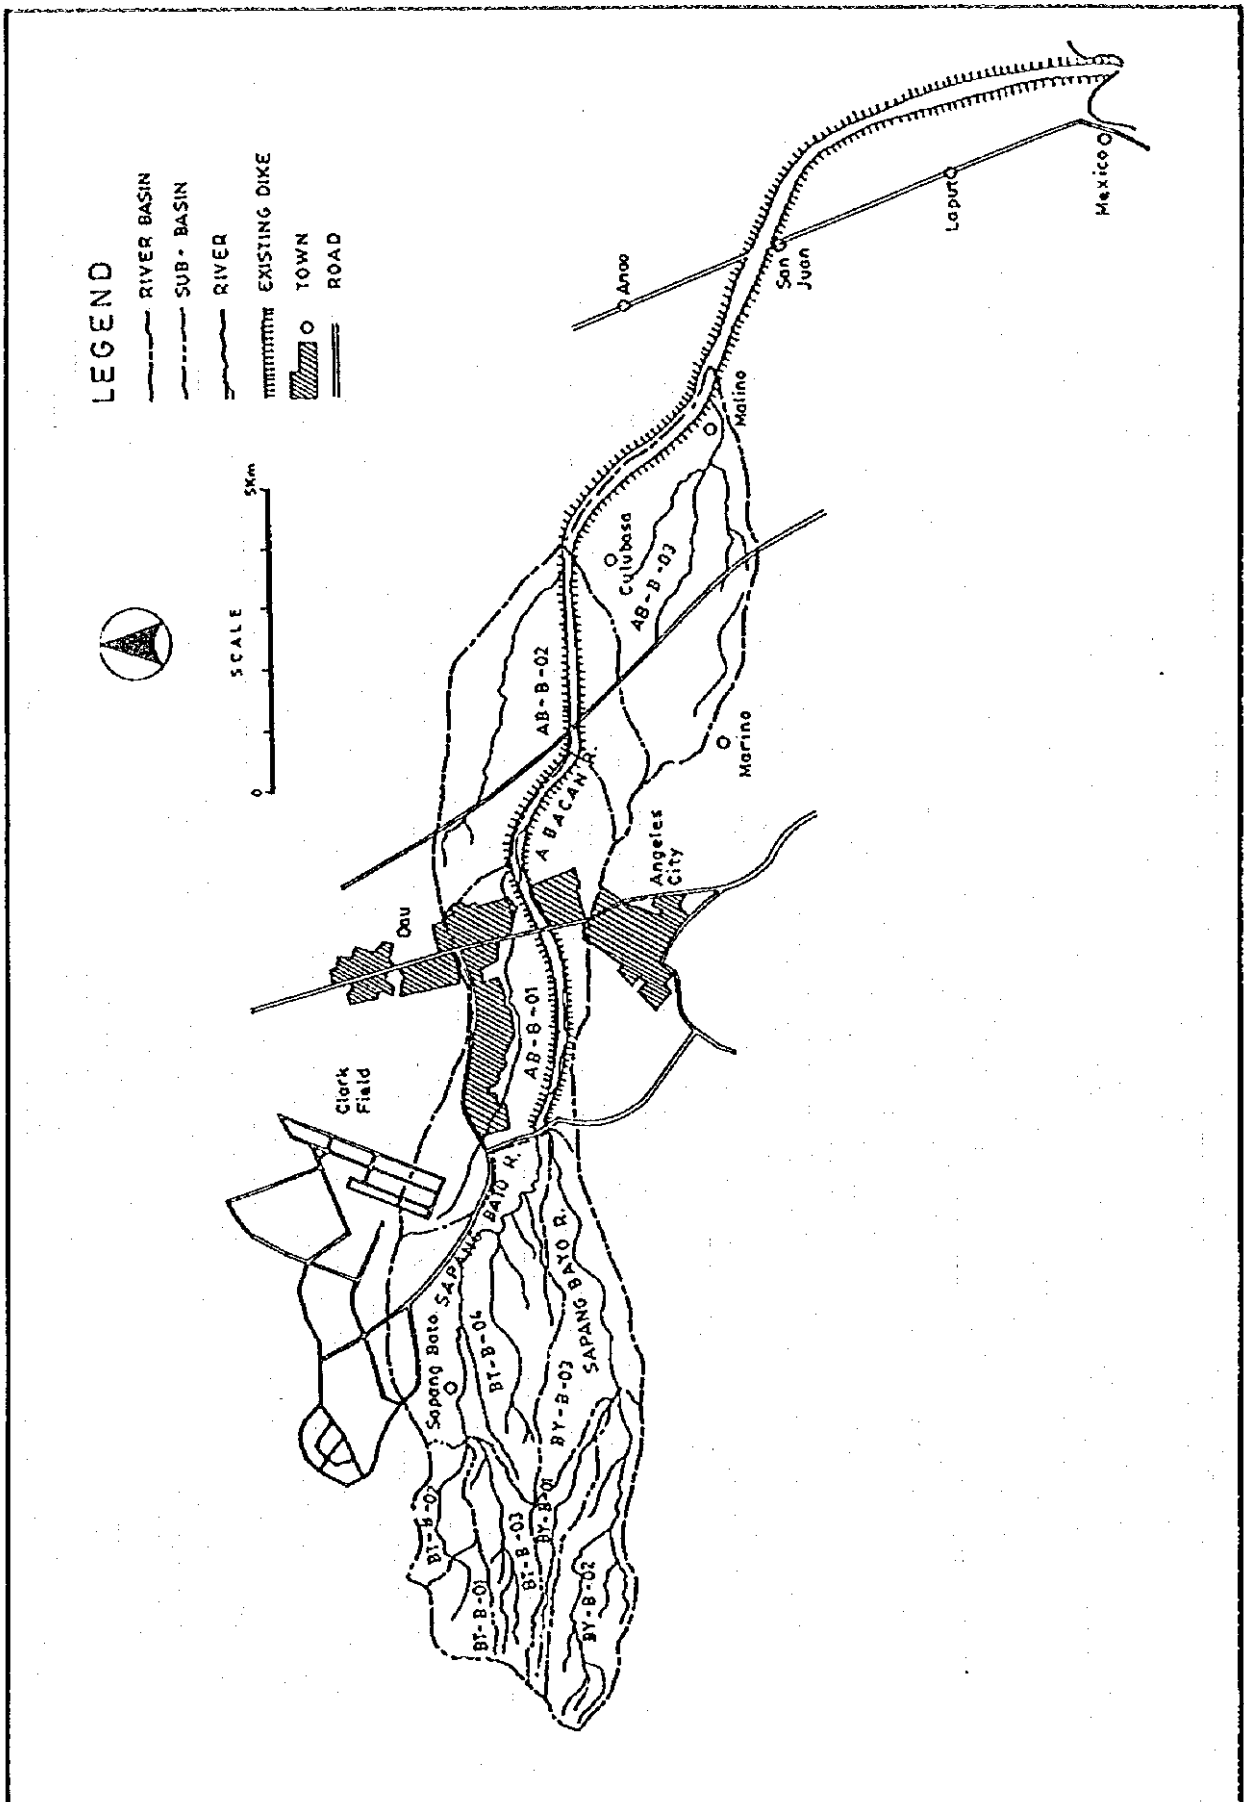 LEGEND
RIVER BASIN
SUB-BASIN
RIVER
EXISTING DIKE
TOWN
ROAD
SCALE
0
5Km
Clark
Field
Dau
Sapang Bato
SAPANG BATO R.
SAPANG BAYO R.
ABACAN R.
BT-B-01
BT-B-02
BT-B-03
BT-B-04
BY-B-01
BY-B-02
BY-B-03
AB-B-01
AB-B-02
AB-B-03
Angeles
City
Marino
Culubasa
Malino
Anao
San
Juan
Laput
Mexico